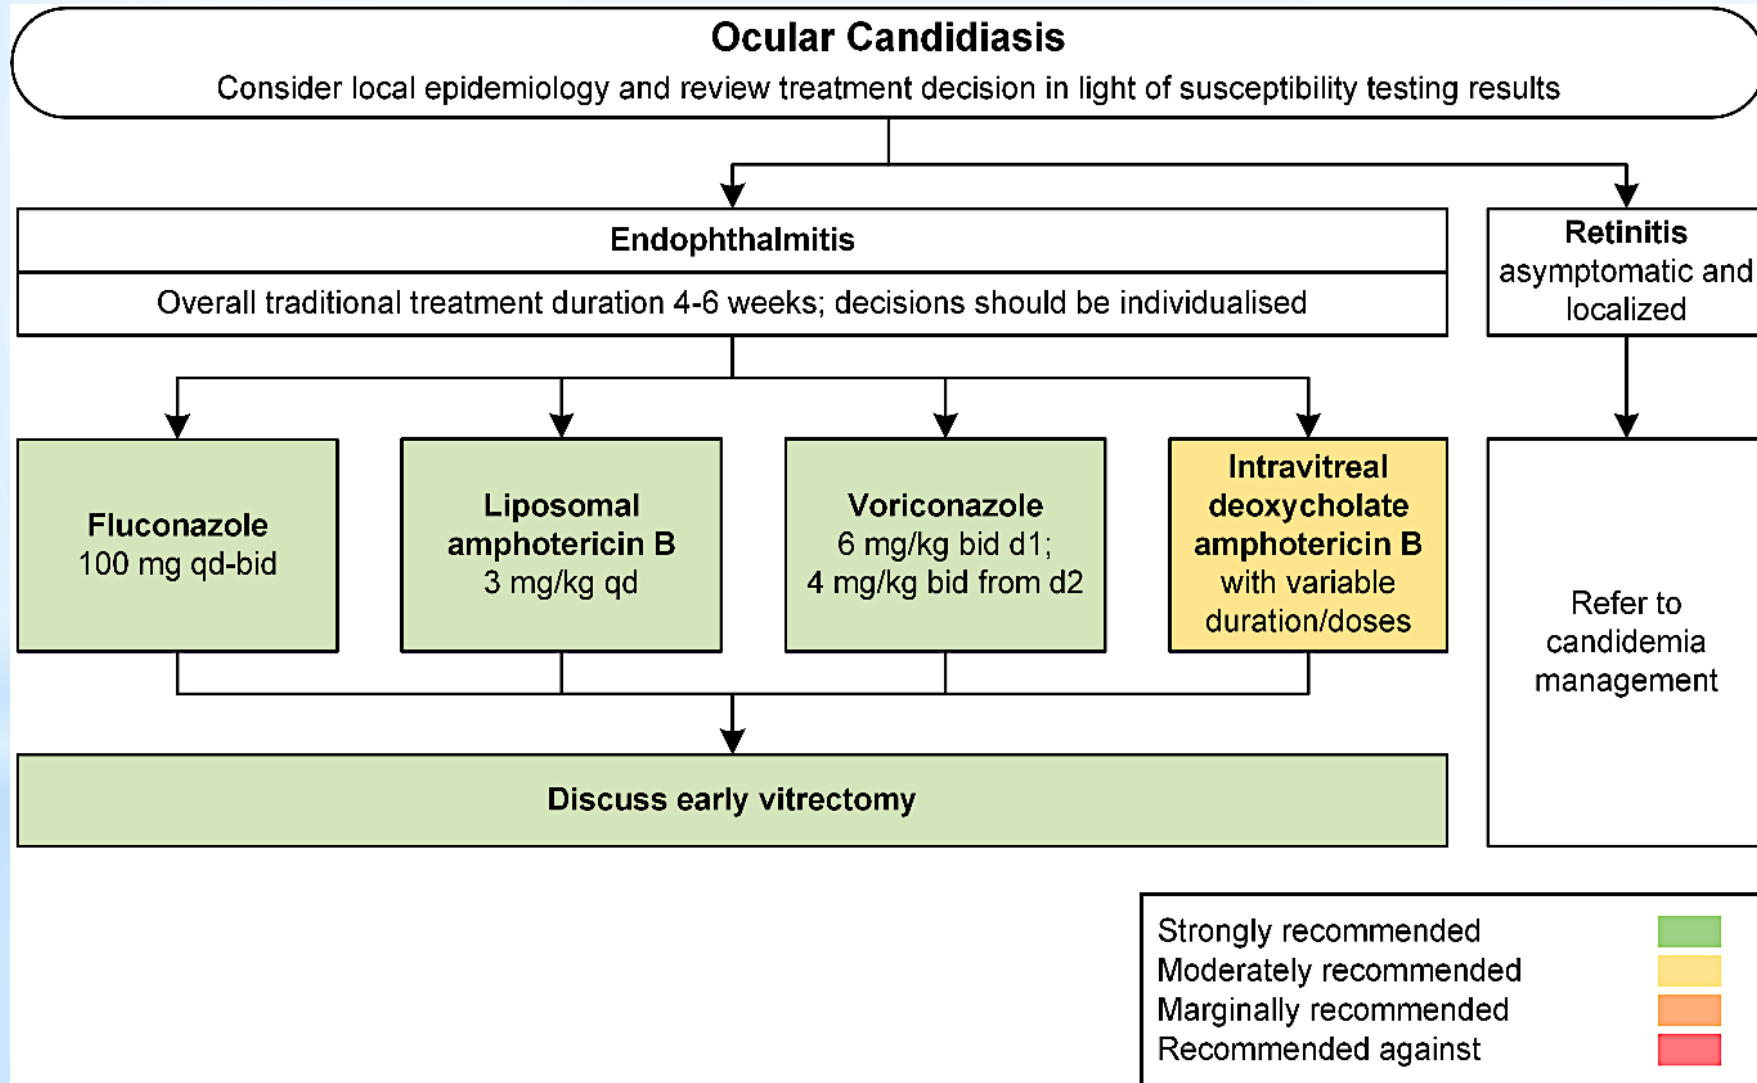 Ocular Candidiasis
Consider local epidemiology and review treatment decision in light of susceptibility testing results
Endophthalmitis
Overall traditional treatment duration 4-6 weeks; decisions should be individualised
Retinitis
asymptomatic and
localized
Fluconazole
100 mg qd-bid
Liposomal
amphotericin B
3 mg/kg qd
Voriconazole
6 mg/kg bid d1;
4 mg/kg bid from d2
Intravitreal
deoxycholate
amphotericin B
with variable
duration/doses
Refer to
candidemia
management
Discuss early vitrectomy
Strongly recommended
Moderately recommended
Marginally recommended
Recommended against